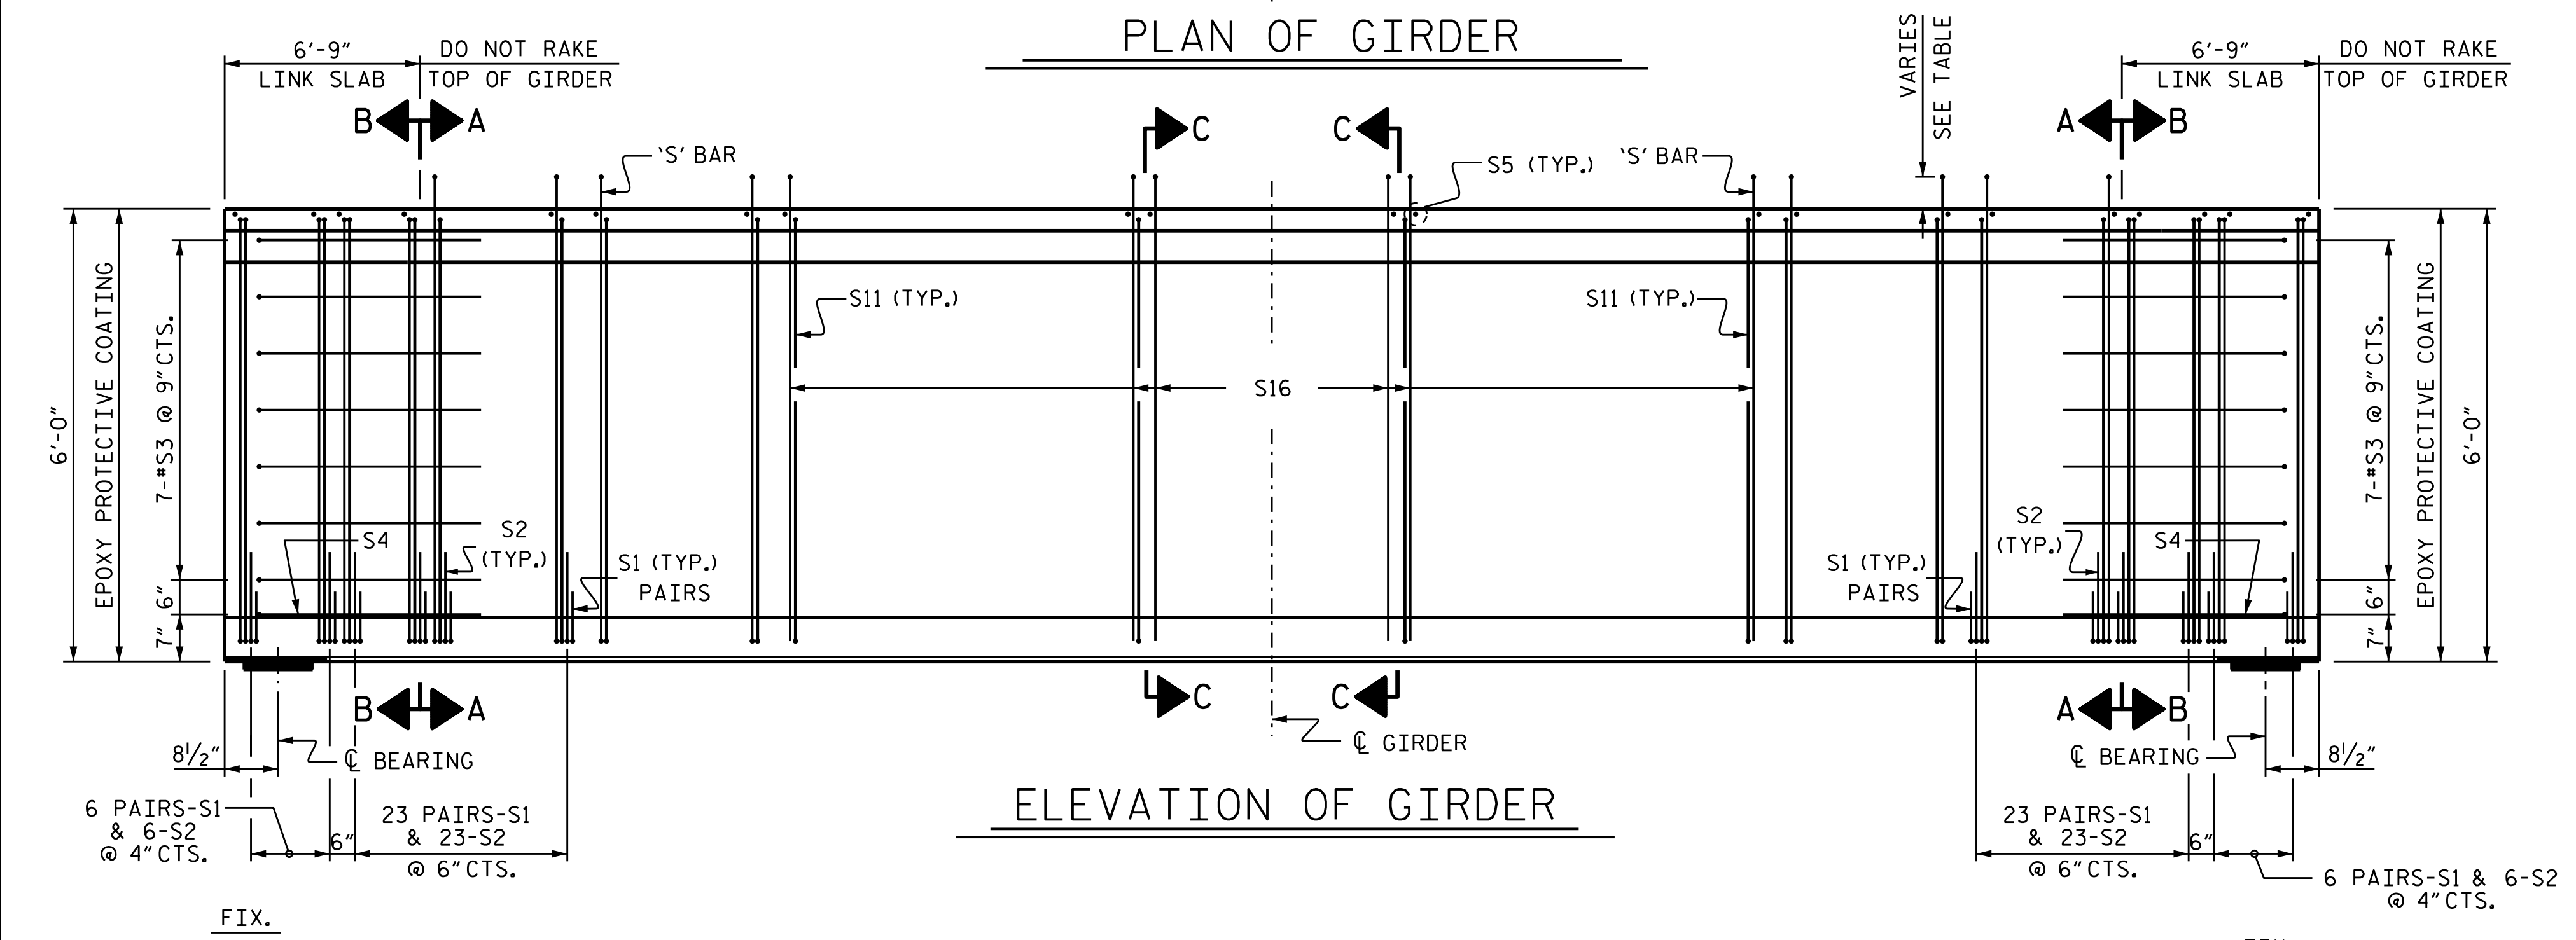 PLAN OF GIRDER
6'-9"
LINK SLAB
DO NOT RAKE
TOP OF GIRDER
VARIES
SEE TABLE
6'-9"
LINK SLAB
DO NOT RAKE
TOP OF GIRDER
B A
C C
A B
'S' BAR
S5 (TYP.)
'S' BAR
6'-0"
EPOXY PROTECTIVE COATING
7-#S3 @ 9"CTS.
6"
7"
S11 (TYP.)
S11 (TYP.)
S16
S4
S2
(TYP.)
S1 (TYP.)
PAIRS
S1 (TYP.)
PAIRS
S2
(TYP.)
S4
7-#S3 @ 9"CTS.
6"
7"
EPOXY PROTECTIVE COATING
6'-0"
B A
C C
A B
8½"
℄ BEARING
℄ GIRDER
℄ BEARING
8½"
6 PAIRS-S1
& 6-S2
@ 4"CTS.
6"
23 PAIRS-S1
& 23-S2
@ 6"CTS.
ELEVATION OF GIRDER
23 PAIRS-S1
& 23-S2
@ 6"CTS.
6"
6 PAIRS-S1 & 6-S2
@ 4"CTS.
FIX.